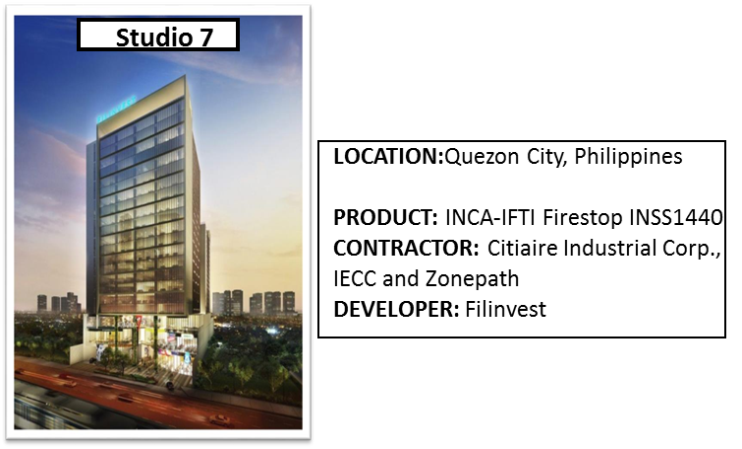 Studio 7
LOCATION:Quezon City, Philippines
PRODUCT: INCA-IFTI Firestop INSS1440
CONTRACTOR: Citiaire Industrial Corp.,
IECC and Zonepath
DEVELOPER: Filinvest